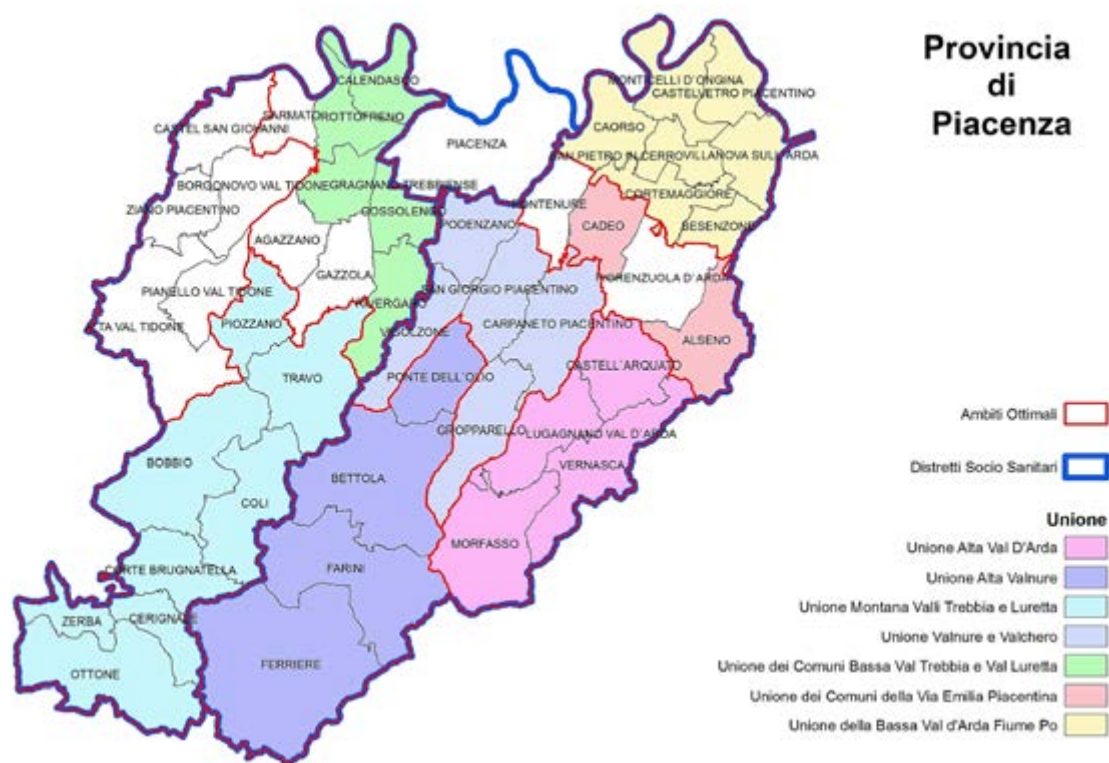 Provincia
di
Piacenza
CALENDASCO
MONTICELLI D'ONGINA
CASTELVETRO PIACENTINO
SARMATO
ROTTOFRENO
CASTEL SAN GIOVANNI
CAORSO
PIACENZA
SAN PIETRO IN CERRO
VILLANOVA SULL'ARDA
BORGONOVO VAL TIDONE
GRAGNANO TREBBIENSE
CORTEMAGGIORE
ZIANO PIACENTINO
GOSSOLENGO
PONTENURE
PODENZANO
CADEO
BESENZONE
AGAZZANO
GAZZOLA
FIORENZUOLA D'ARDA
PIANELLO VAL TIDONE
SAN GIORGIO PIACENTINO
RIVERGARO
PIOZZANO
ALTA VAL TIDONE
VIGOLZONE
CARPANETO PIACENTINO
ALSENO
CASTELL'ARQUATO
TRAVO
PONTE DELL'OLIO
GROPPARELLO
LUGAGNANO VAL D'ARDA
BOBBIO
VERNASCA
BETTOLA
COLI
MORFASSO
CORTE BRUGNATELLA
FARINI
ZERBA
CERIGNALE
FERRIERE
OTTONE
Ambiti Ottimali
Distretti Socio Sanitari
Unione
Unione Alta Val D'Arda
Unione Alta Valnure
Unione Montana Valli Trebbia e Luretta
Unione Valnure e Valchero
Unione dei Comuni Bassa Val Trebbia e Val Luretta
Unione dei Comuni della Via Emilia Piacentina
Unione della Bassa Val d'Arda Fiume Po